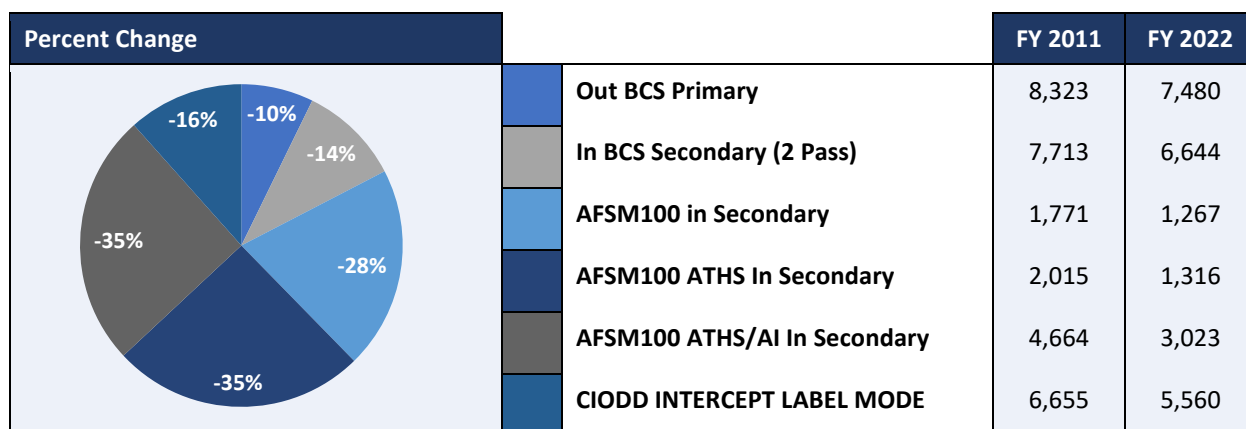 Percent Change FY 2011 FY 2022
-10%
-14%
-28%
-35%
-35%
-16%
Out BCS Primary 8,323 7,480
In BCS Secondary (2 Pass) 7,713 6,644
AFSM100 in Secondary 1,771 1,267
AFSM100 ATHS In Secondary 2,015 1,316
AFSM100 ATHS/AI In Secondary 4,664 3,023
CIODD INTERCEPT LABEL MODE 6,655 5,560